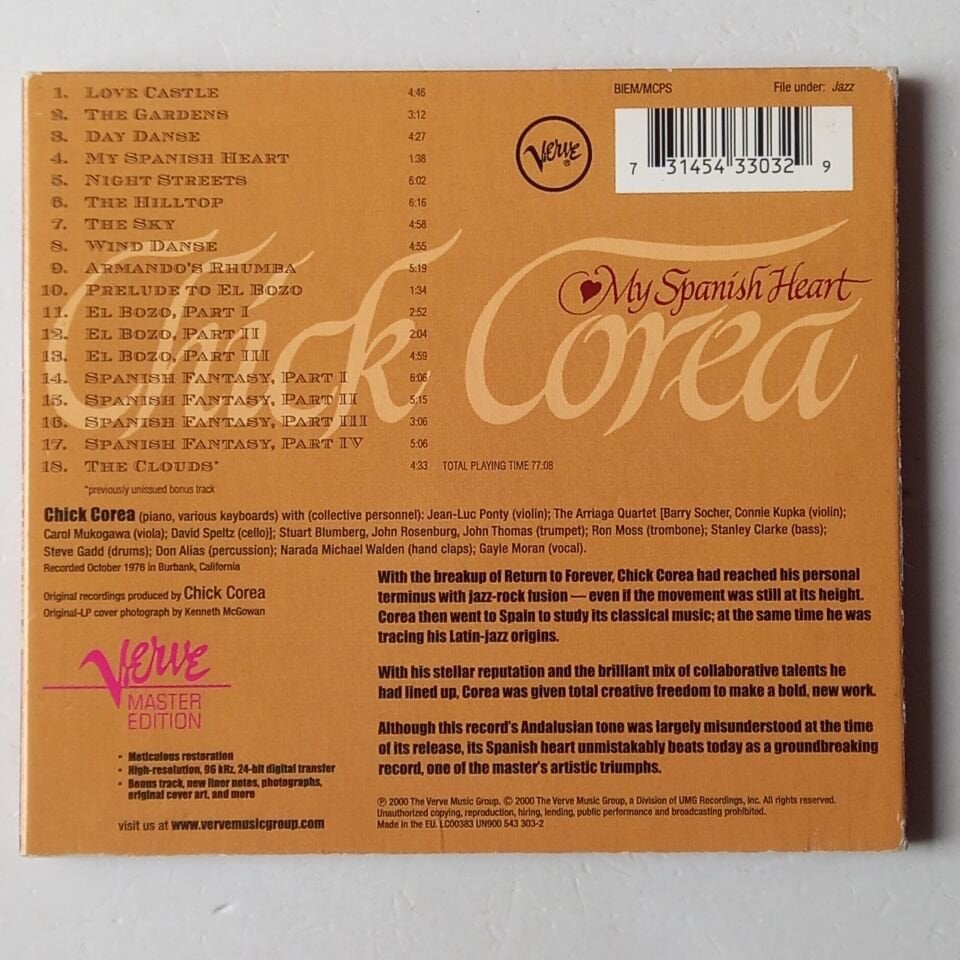 1. Love Castle 4:46
2. The Gardens 3:12
3. Day Danse 4:27
4. My Spanish Heart 1:38
5. Night Streets 6:02
6. The Hilltop 6:16
7. The Sky 4:58
8. Wind Danse 4:55
9. Armando's Rhumba 5:19
10. Prelude to El Bozo 1:34
11. El Bozo, Part I 2:52
12. El Bozo, Part II 2:04
13. El Bozo, Part III 4:59
14. Spanish Fantasy, Part I 6:06
15. Spanish Fantasy, Part II 5:15
16. Spanish Fantasy, Part III 3:06
17. Spanish Fantasy, Part IV 5:06
18. The Clouds* 4:33 TOTAL PLAYING TIME 77:08
*previously unissued bonus track
BIEM/MCPS File under: Jazz
Verve®
7 31454 33032 9
My Spanish Heart
Chick Corea
Chick Corea (piano, various keyboards) with (collective personnel): Jean-Luc Ponty (violin); The Arriaga Quartet [Barry Socher, Connie Kupka (violin);
Carol Mukogawa (viola); David Speltz (cello)]; Stuart Blumberg, John Rosenburg, John Thomas (trumpet); Ron Moss (trombone); Stanley Clarke (bass);
Steve Gadd (drums); Don Alias (percussion); Narada Michael Walden (hand claps); Gayle Moran (vocal).
Recorded October 1976 in Burbank, California
Original recordings produced by Chick Corea
Original-LP cover photograph by Kenneth McGowan
Verve
MASTER
EDITION
• Meticulous restoration
• High-resolution, 96 kHz, 24-bit digital transfer
• Bonus track, new liner notes, photographs,
original cover art, and more
visit us at www.vervemusicgroup.com
With the breakup of Return to Forever, Chick Corea had reached his personal
terminus with jazz-rock fusion — even if the movement was still at its height.
Corea then went to Spain to study its classical music; at the same time he was
tracing his Latin-jazz origins.
With his stellar reputation and the brilliant mix of collaborative talents he
had lined up, Corea was given total creative freedom to make a bold, new work.
Although this record's Andalusian tone was largely misunderstood at the time
of its release, its Spanish heart unmistakably beats today as a groundbreaking
record, one of the master's artistic triumphs.
℗ 2000 The Verve Music Group. © 2000 The Verve Music Group, a Division of UMG Recordings, Inc. All rights reserved.
Unauthorized copying, reproduction, hiring, lending, public performance and broadcasting prohibited.
Made in the EU. LC00383 UN900 543 303-2